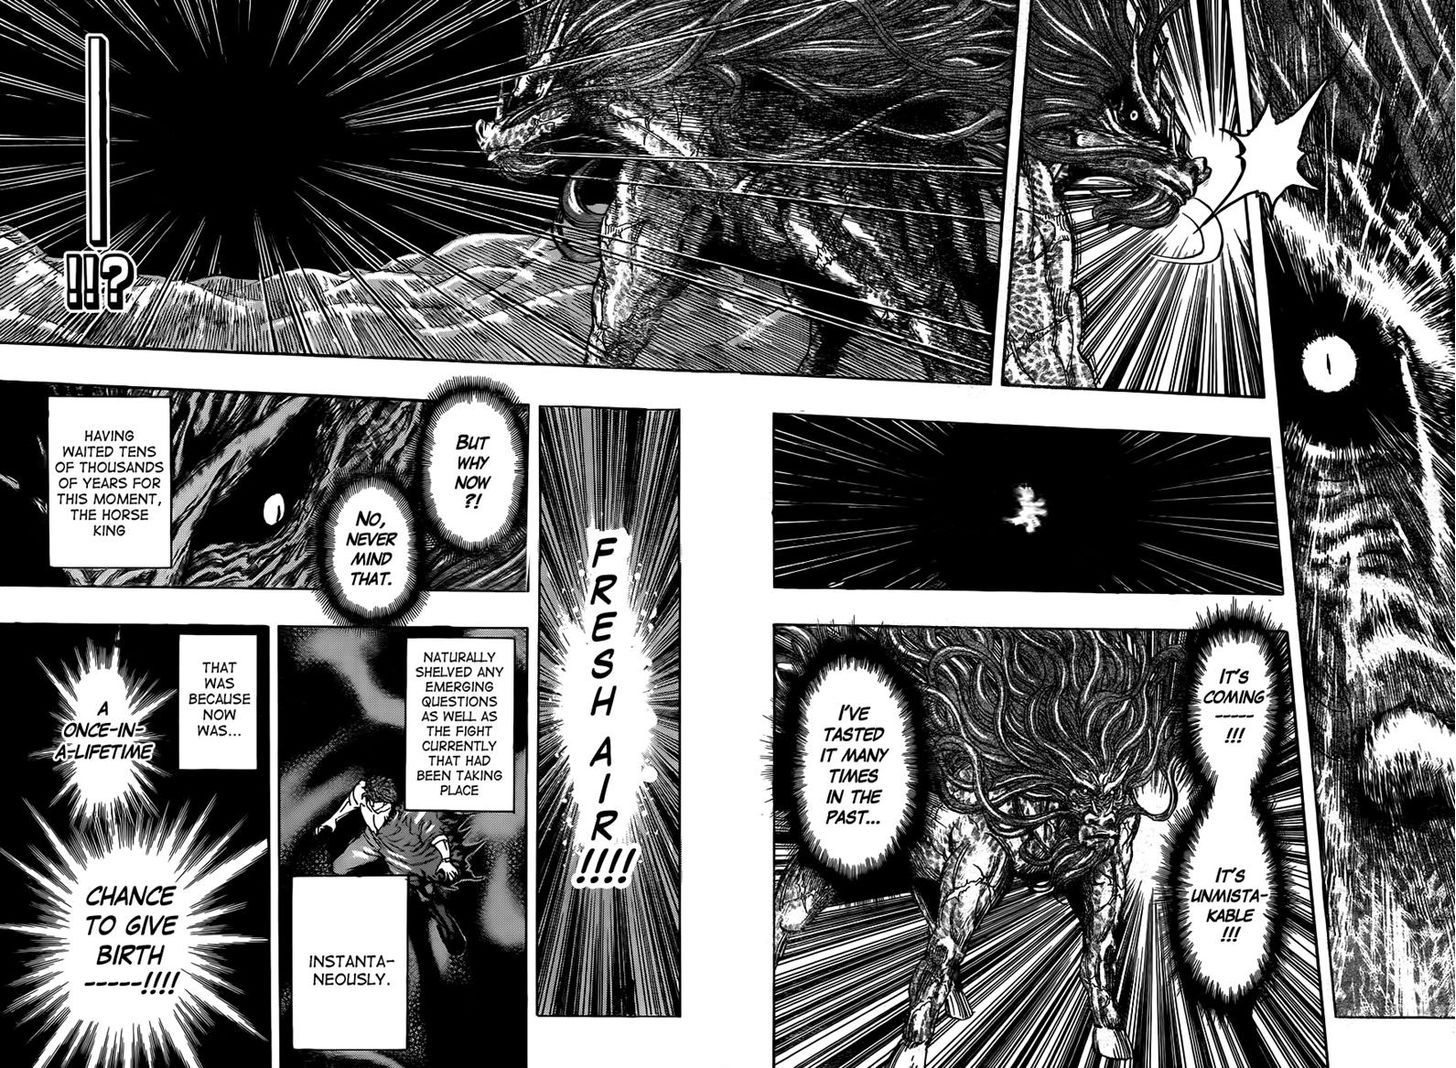 !!?
IT'S
COMING
-----
!!!
IT'S
UNMISTA-
KABLE
!!!
I'VE
TASTED
IT MANY
TIMES
IN THE
PAST...
FRESH AIR!!!!
BUT
WHY
NOW
?!
NO,
NEVER
MIND
THAT.
HAVING
WAITED TENS
OF THOUSANDS
OF YEARS FOR
THIS MOMENT,
THE HORSE
KING
NATURALLY
SHELVED ANY
EMERGING
QUESTIONS
AS WELL AS
THE FIGHT
CURRENTLY
THAT HAD
BEEN TAKING
PLACE
INSTANTA-
NEOUSLY.
THAT
WAS
BECAUSE
NOW
WAS...
A
ONCE-IN-
A-LIFETIME
CHANCE
TO GIVE
BIRTH
-----!!!!